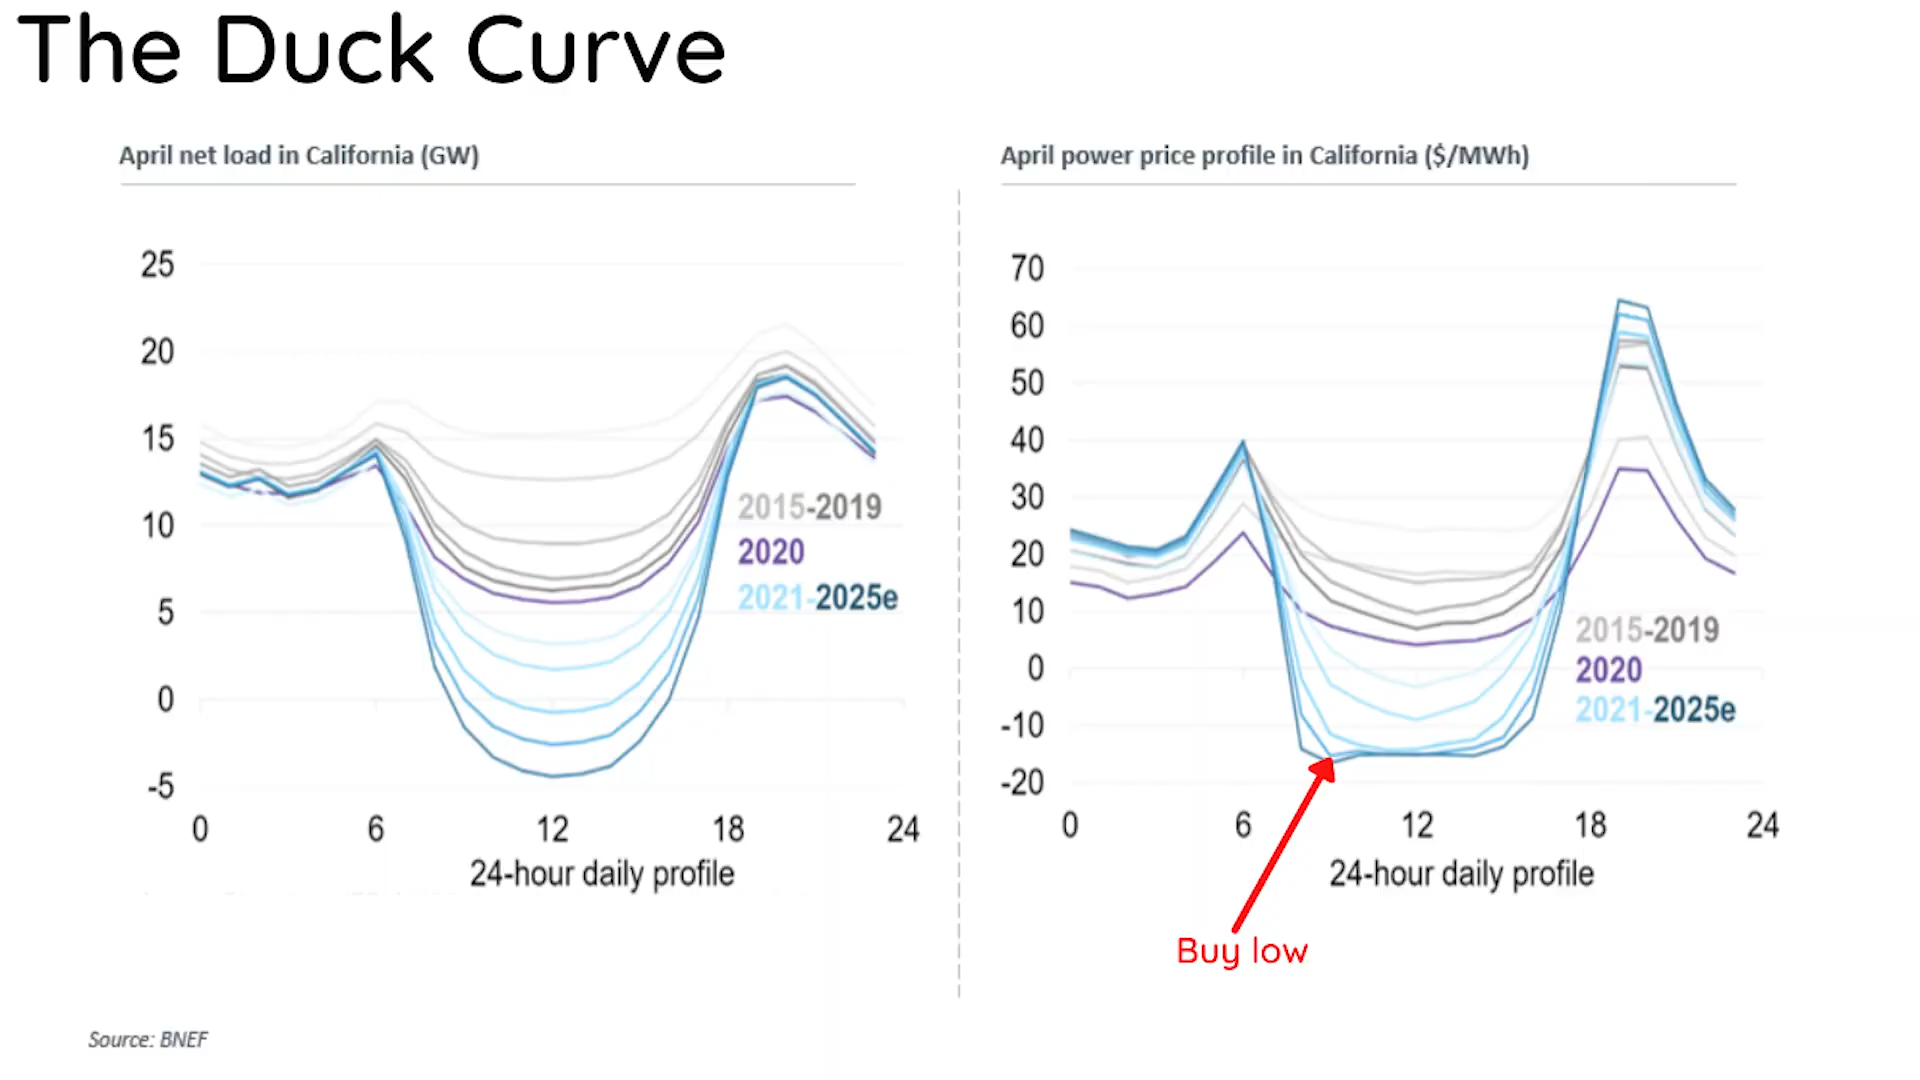 The Duck Curve
April net load in California (GW)
25
20
15
10
5
0
-5
0 6 12 18 24
24-hour daily profile
2015-2019
2020
2021-2025e
April power price profile in California ($/MWh)
70
60
50
40
30
20
10
0
-10
-20
0 6 12 18 24
24-hour daily profile
2015-2019
2020
2021-2025e
Buy low
Source: BNEF